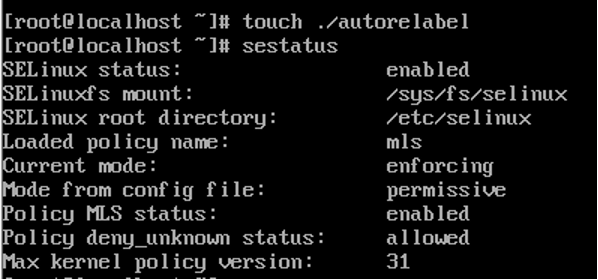 [root@localhost ~]# touch ./autorelabel
[root@localhost ~]# sestatus
SELinux status: enabled
SELinuxfs mount: /sys/fs/selinux
SELinux root directory: /etc/selinux
Loaded policy name: mls
Current mode: enforcing
Mode from config file: permissive
Policy MLS status: enabled
Policy deny_unknown status: allowed
Max kernel policy version: 31